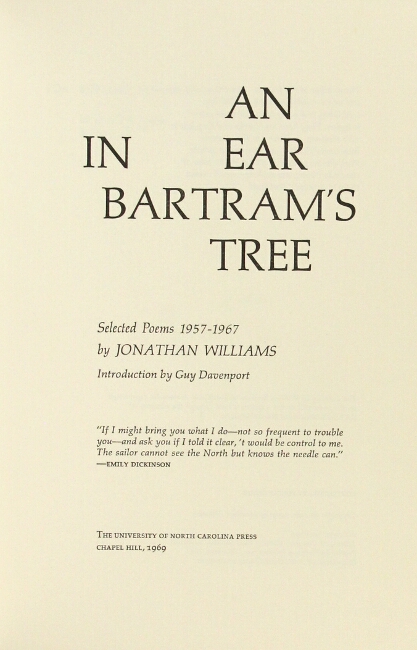 AN
IN EAR
BARTRAM'S
TREE
Selected Poems 1957-1967
by JONATHAN WILLIAMS
Introduction by Guy Davenport
"If I might bring you what I do—not so frequent to trouble
you—and ask you if I told it clear, 't would be control to me.
The sailor cannot see the North but knows the needle can."
—EMILY DICKINSON
THE UNIVERSITY OF NORTH CAROLINA PRESS
CHAPEL HILL, 1969